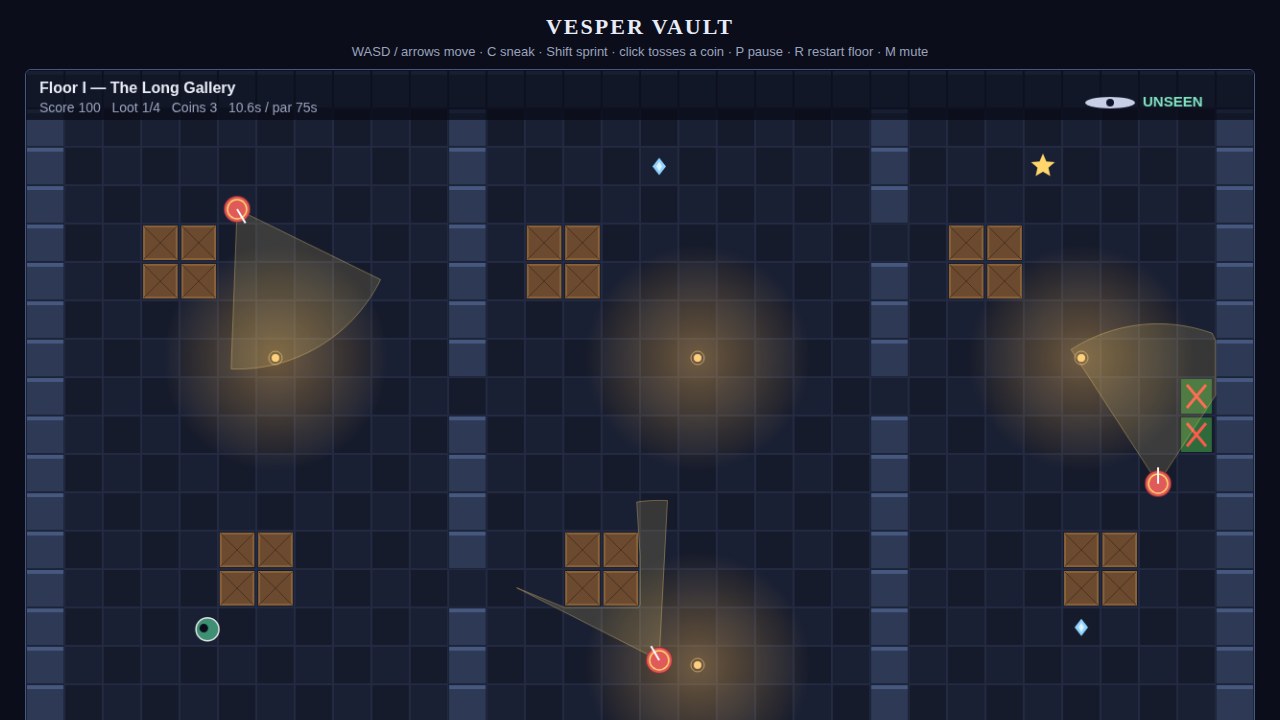 VESPER VAULT
WASD / arrows move · C sneak · Shift sprint · click tosses a coin · P pause · R restart floor · M mute
Floor I — The Long Gallery
Score 100 Loot 1/4 Coins 3 10.6s / par 75s
UNSEEN